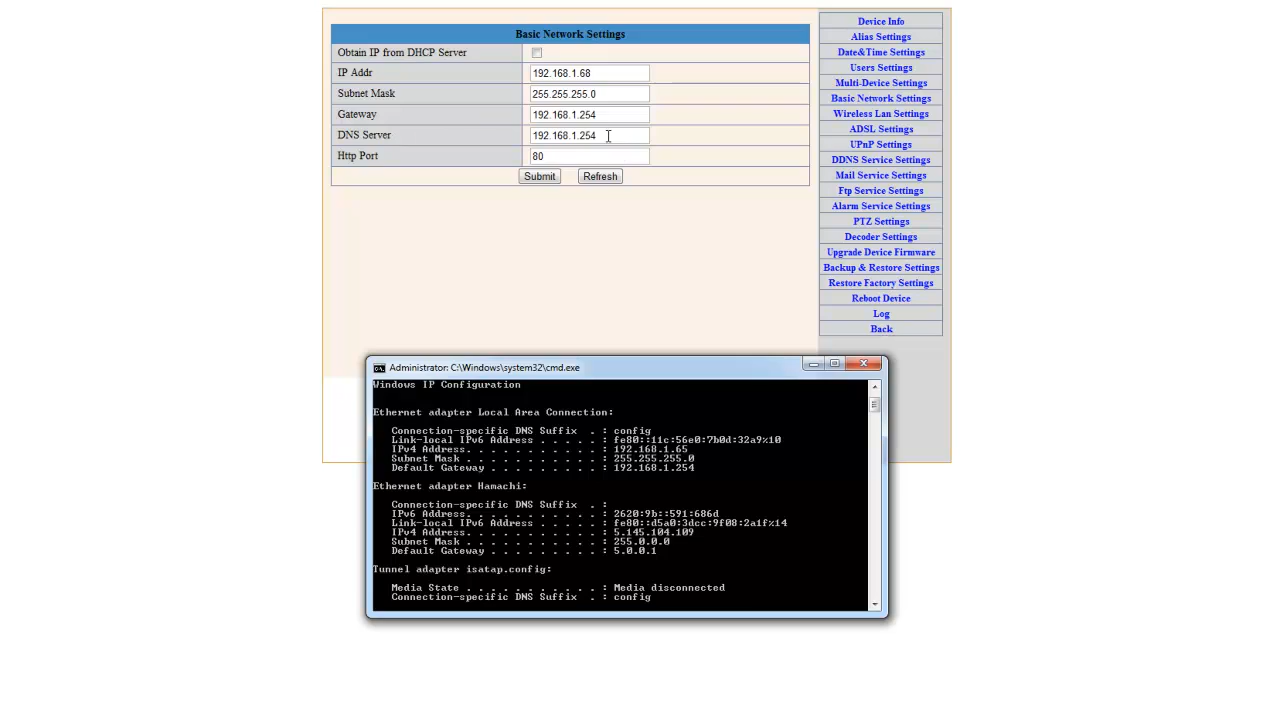 Basic Network Settings
Obtain IP from DHCP Server
IP Addr 192.168.1.68
Subnet Mask 255.255.255.0
Gateway 192.168.1.254
DNS Server 192.168.1.254
Http Port 80
Submit Refresh
Device Info
Alias Settings
Date&Time Settings
Users Settings
Multi-Device Settings
Basic Network Settings
Wireless Lan Settings
ADSL Settings
UPnP Settings
DDNS Service Settings
Mail Service Settings
Ftp Service Settings
Alarm Service Settings
PTZ Settings
Decoder Settings
Upgrade Device Firmware
Backup & Restore Settings
Restore Factory Settings
Reboot Device
Log
Back
Administrator: C:\Windows\system32\cmd.exe
Windows IP Configuration
Ethernet adapter Local Area Connection:
Connection-specific DNS Suffix . : config
Link-local IPv6 Address . . . . . : fe80::11c:56e0:7b0d:32a9%10
IPv4 Address. . . . . . . . . . . : 192.168.1.65
Subnet Mask . . . . . . . . . . . : 255.255.255.0
Default Gateway . . . . . . . . . : 192.168.1.254
Ethernet adapter Hamachi:
Connection-specific DNS Suffix . :
IPv6 Address. . . . . . . . . . . : 2620:9b::591:686d
Link-local IPv6 Address . . . . . : fe80::d5a0:3dcc:9f08:2a1f%14
IPv4 Address. . . . . . . . . . . : 5.145.104.109
Subnet Mask . . . . . . . . . . . : 255.0.0.0
Default Gateway . . . . . . . . . : 5.0.0.1
Tunnel adapter isatap.config:
Media State . . . . . . . . . . . : Media disconnected
Connection-specific DNS Suffix . : config